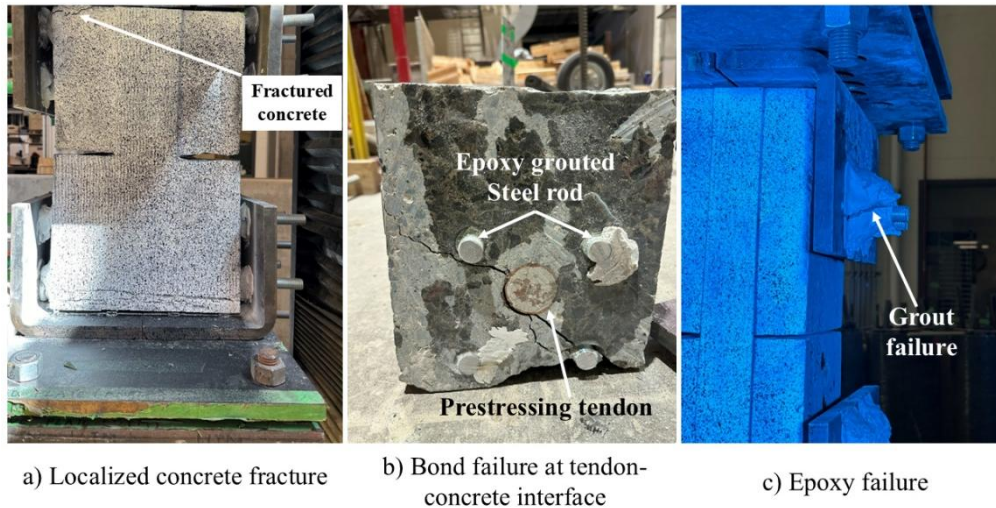 Fractured
concrete
Epoxy grouted
Steel rod
Prestressing tendon
Grout
failure
a) Localized concrete fracture
b) Bond failure at tendon-
concrete interface
c) Epoxy failure